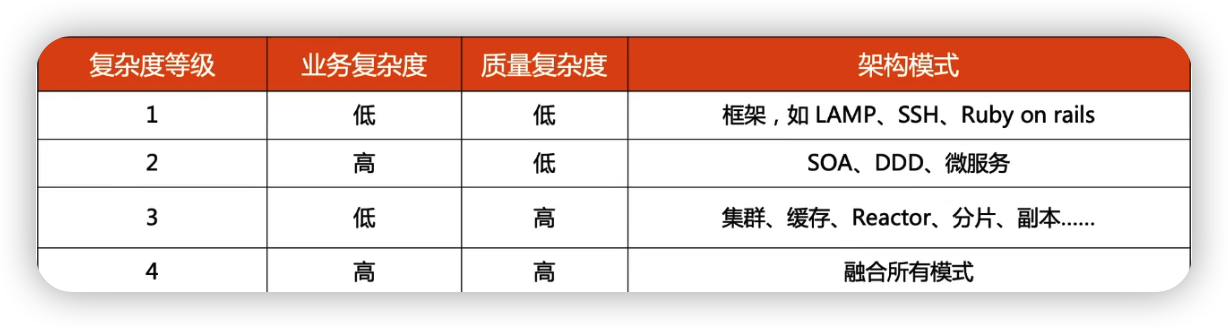 复杂度等级 业务复杂度 质量复杂度 架构模式
1 低 低 框架，如 LAMP、SSH、Ruby on rails
2 高 低 SOA、DDD、微服务
3 低 高 集群、缓存、Reactor、分片、副本……
4 高 高 融合所有模式